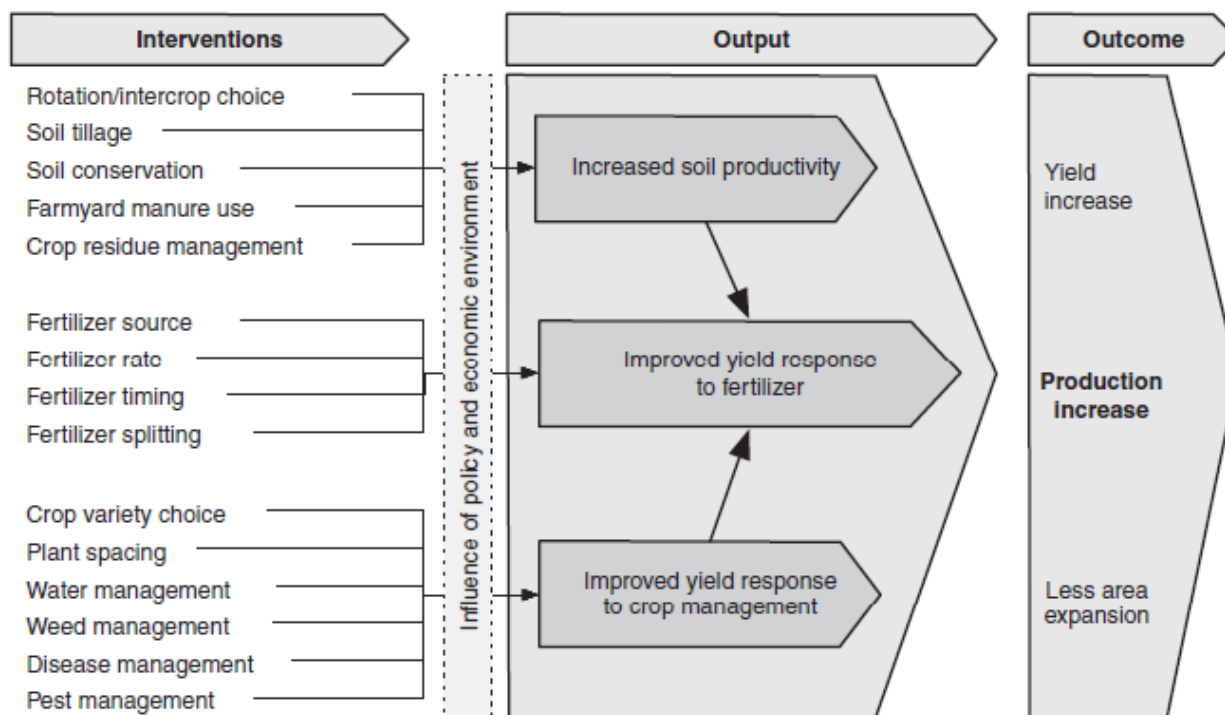 Interventions
Output
Outcome
Rotation/intercrop choice
Soil tillage
Soil conservation
Farmyard manure use
Crop residue management
Fertilizer source
Fertilizer rate
Fertilizer timing
Fertilizer splitting
Crop variety choice
Plant spacing
Water management
Weed management
Disease management
Pest management
Influence of policy and economic environment
Increased soil productivity
Improved yield response
to fertilizer
Improved yield response
to crop management
Yield
increase
Production
increase
Less area
expansion